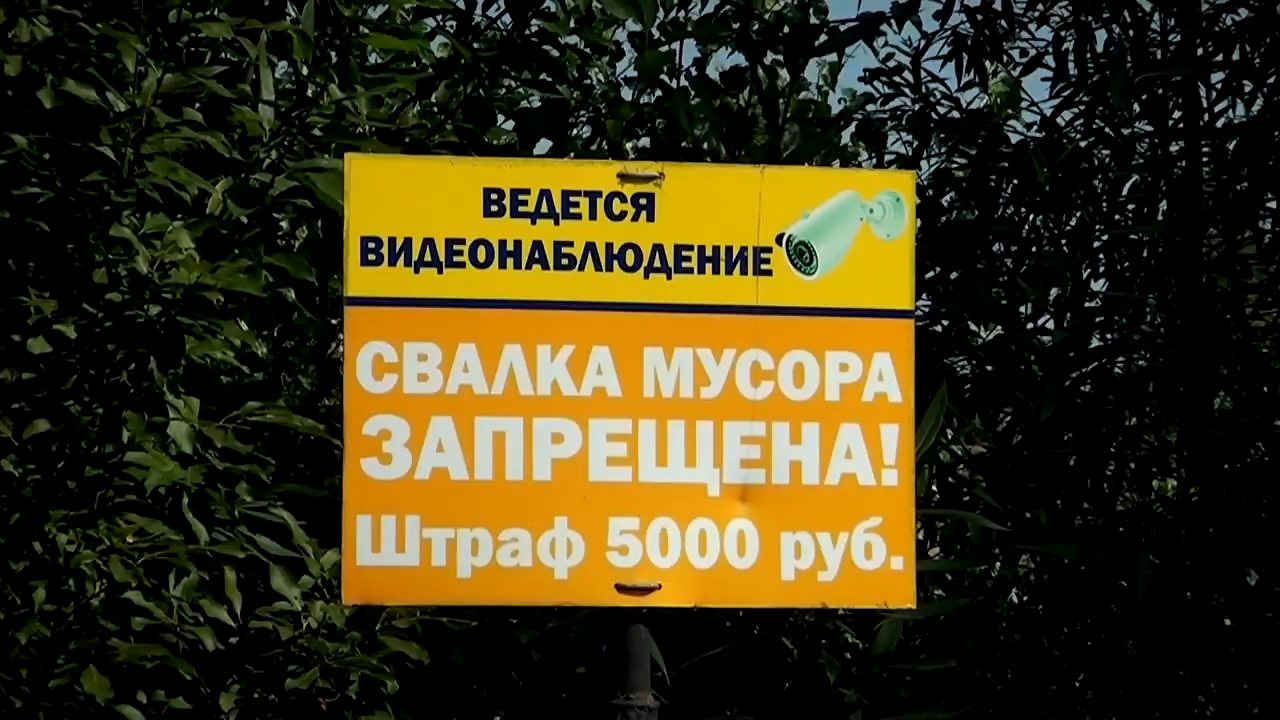 ВЕДЕТСЯ
ВИДЕОНАБЛЮДЕНИЕ
СВАЛКА МУСОРА
ЗАПРЕЩЕНА!
Штраф 5000 руб.